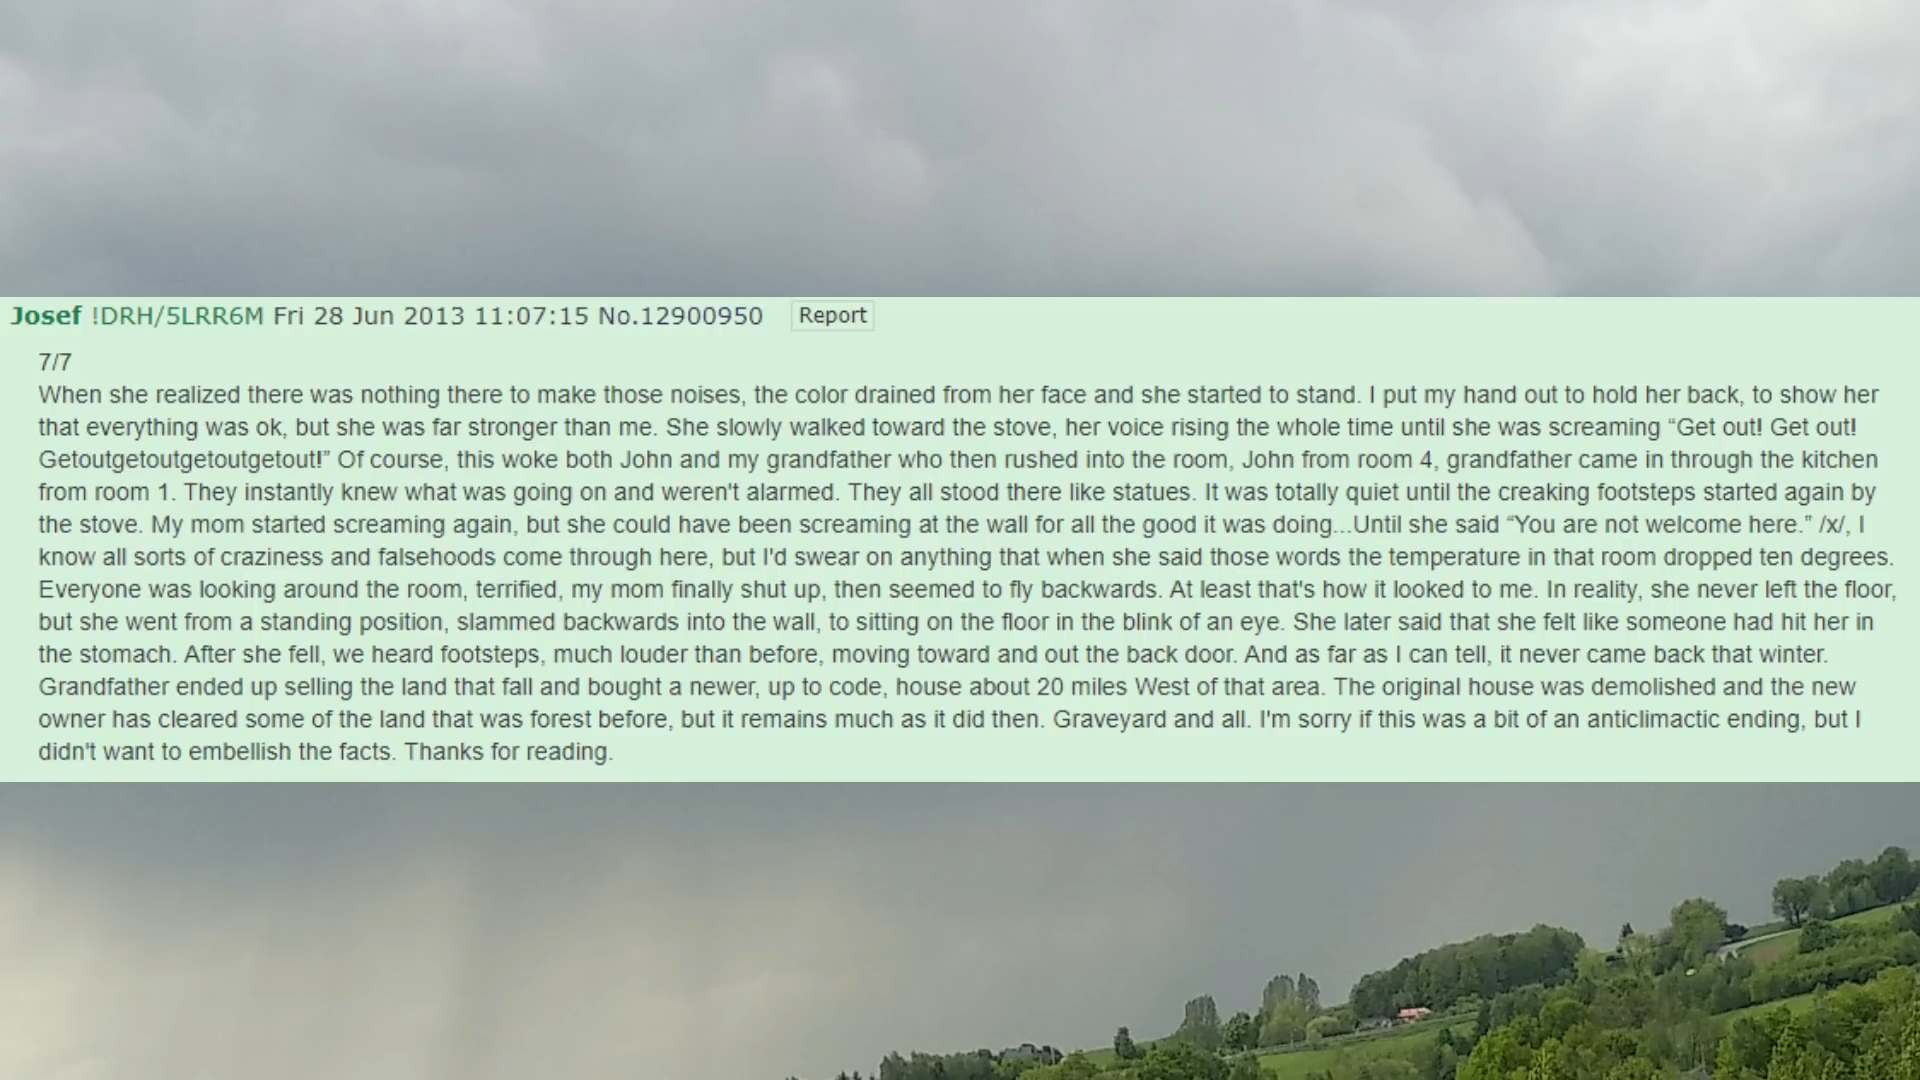 Josef !DRH/5LRR6M Fri 28 Jun 2013 11:07:15 No.12900950 Report
7/7
When she realized there was nothing there to make those noises, the color drained from her face and she started to stand. I put my hand out to hold her back, to show her
that everything was ok, but she was far stronger than me. She slowly walked toward the stove, her voice rising the whole time until she was screaming “Get out! Get out!
Getoutgetoutgetoutgetout!” Of course, this woke both John and my grandfather who then rushed into the room, John from room 4, grandfather came in through the kitchen
from room 1. They instantly knew what was going on and weren't alarmed. They all stood there like statues. It was totally quiet until the creaking footsteps started again by
the stove. My mom started screaming again, but she could have been screaming at the wall for all the good it was doing...Until she said “You are not welcome here.” /x/, I
know all sorts of craziness and falsehoods come through here, but I'd swear on anything that when she said those words the temperature in that room dropped ten degrees.
Everyone was looking around the room, terrified, my mom finally shut up, then seemed to fly backwards. At least that's how it looked to me. In reality, she never left the floor,
but she went from a standing position, slammed backwards into the wall, to sitting on the floor in the blink of an eye. She later said that she felt like someone had hit her in
the stomach. After she fell, we heard footsteps, much louder than before, moving toward and out the back door. And as far as I can tell, it never came back that winter.
Grandfather ended up selling the land that fall and bought a newer, up to code, house about 20 miles West of that area. The original house was demolished and the new
owner has cleared some of the land that was forest before, but it remains much as it did then. Graveyard and all. I'm sorry if this was a bit of an anticlimactic ending, but I
didn't want to embellish the facts. Thanks for reading.